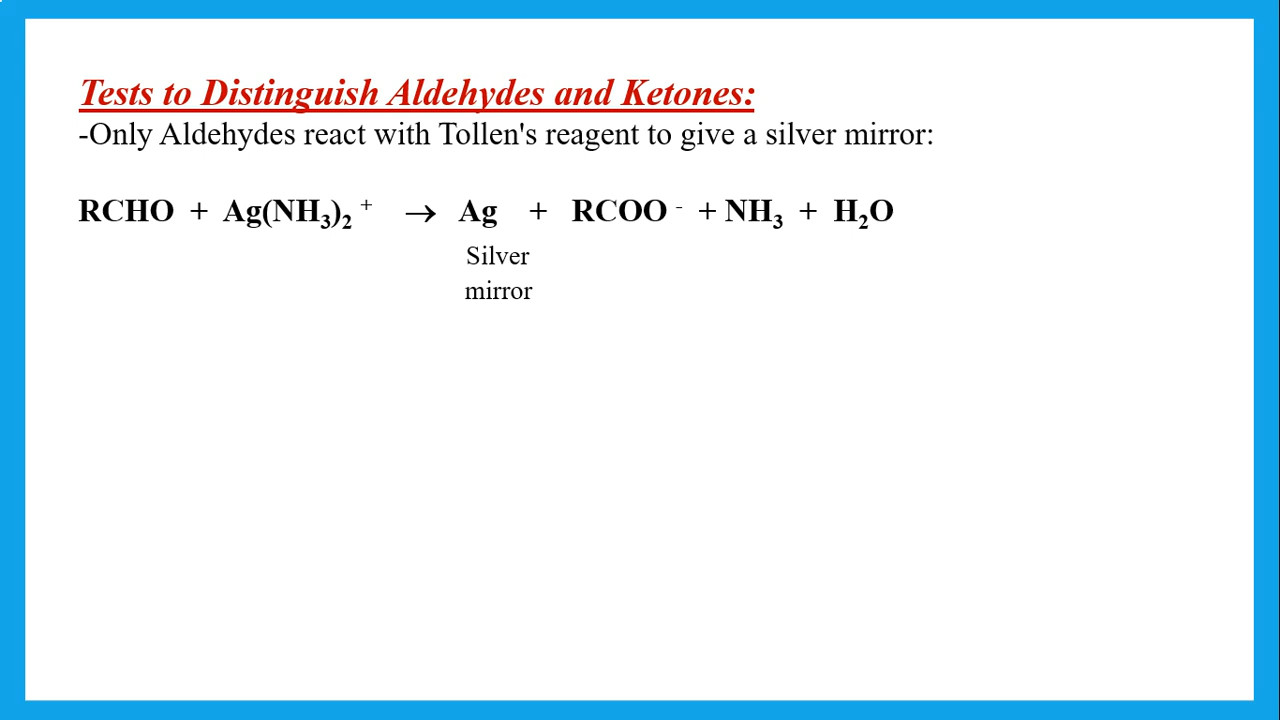 Tests to Distinguish Aldehydes and Ketones:
-Only Aldehydes react with Tollen's reagent to give a silver mirror:
RCHO + Ag(NH₃)₂ ⁺ → Ag + RCOO ⁻ + NH₃ + H₂O
Silver
mirror